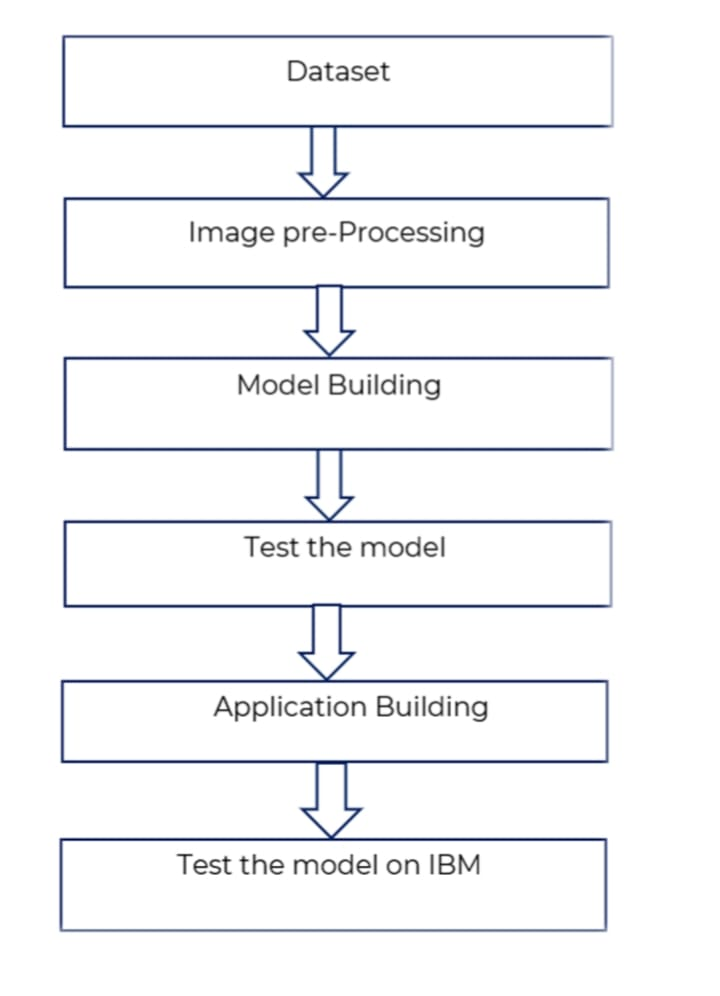 Dataset
Image pre-Processing
Model Building
Test the model
Application Building
Test the model on IBM